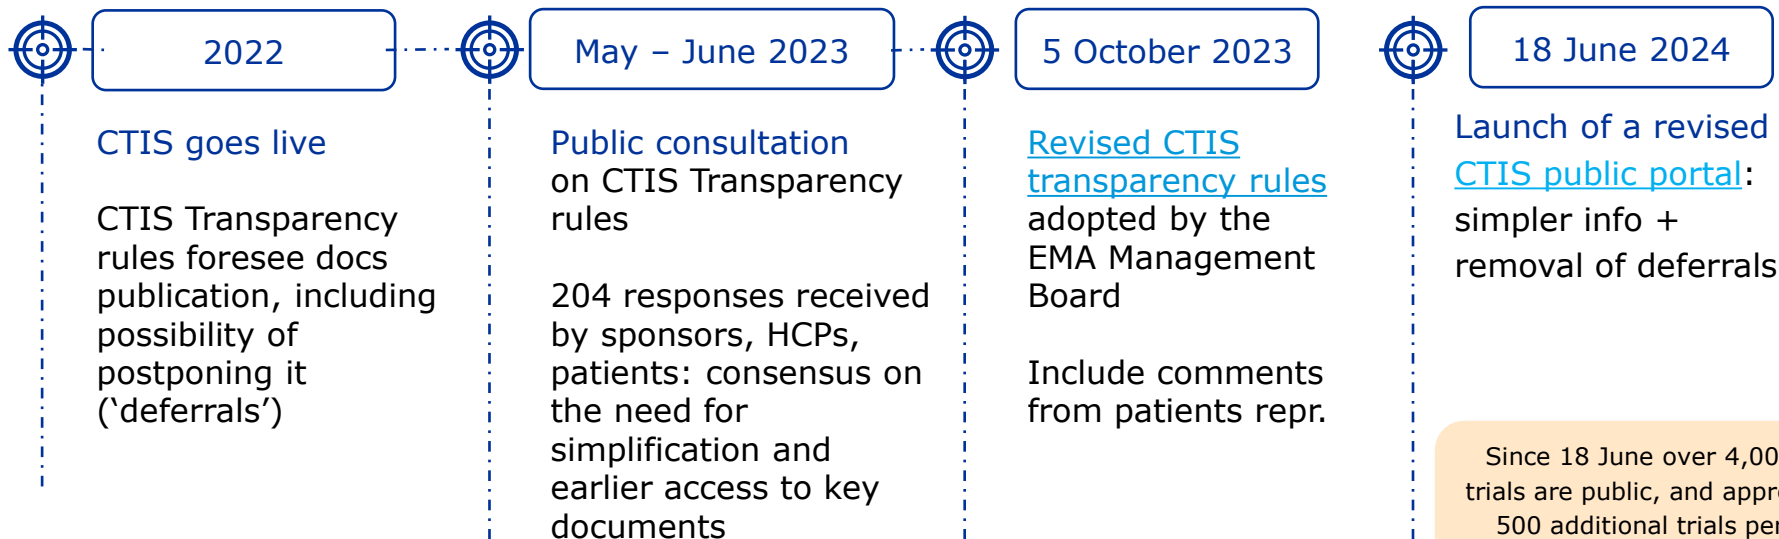 2022
CTIS goes live
CTIS Transparency
rules foresee docs
publication, including
possibility of
postponing it
(‘deferrals’)
May – June 2023
Public consultation
on CTIS Transparency
rules
204 responses received
by sponsors, HCPs,
patients: consensus on
the need for
simplification and
earlier access to key
documents
5 October 2023
Revised CTIS
transparency rules
adopted by the
EMA Management
Board
Include comments
from patients repr.
18 June 2024
Launch of a revised
CTIS public portal:
simpler info +
removal of deferrals
Since 18 June over
trials are public, and
500 additional trials